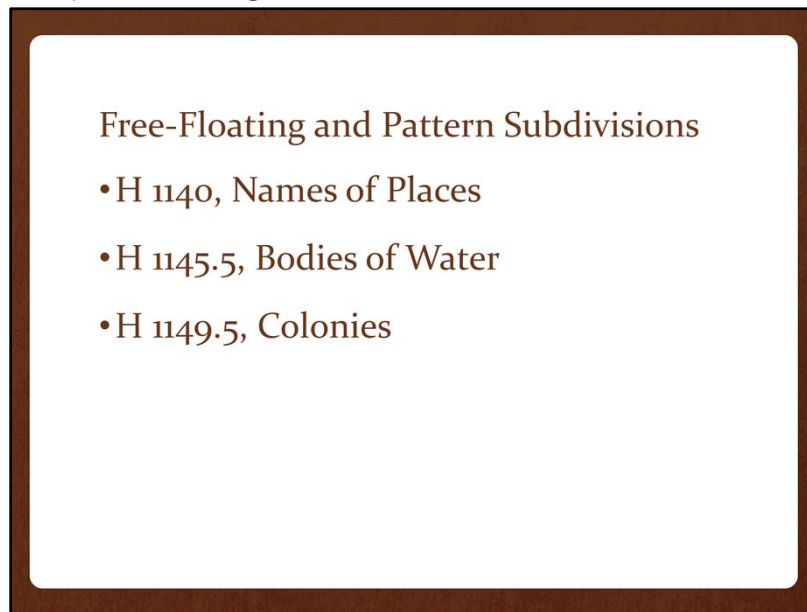 Free-Floating and Pattern Subdivisions
•H 1140, Names of Places
•H 1145.5, Bodies of Water
•H 1149.5, Colonies